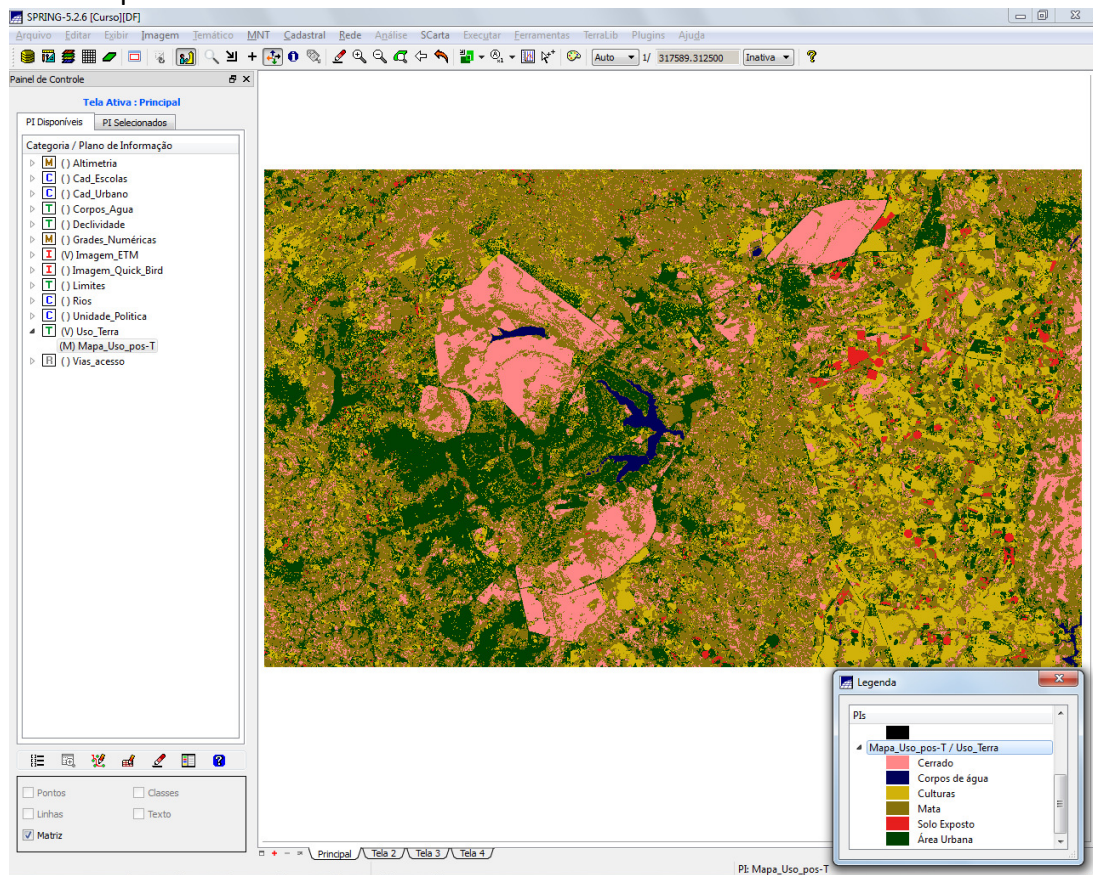 SPRING-5.2.6 [Curso][DF]
Arquivo Editar Exibir Imagem Temático MNT Cadastral Rede Análise SCarta Executar Ferramentas TerraLib Plugins Ajuda
Auto 1/ 317589.312500 Inativa
Painel de Controle
Tela Ativa : Principal
PI Disponíveis PI Selecionados
Categoria / Plano de Informação
M () Altimetria
C () Cad_Escolas
C () Cad_Urbano
T () Corpos_Agua
T () Declividade
M () Grades_Numéricas
I (V) Imagem_ETM
I () Imagem_Quick_Bird
T () Limites
C () Rios
C () Unidade_Politica
T (V) Uso_Terra
(M) Mapa_Uso_pos-T
R () Vias_acesso
Pontos Classes
Linhas Texto
Matriz
Legenda
PIs
Mapa_Uso_pos-T / Uso_Terra
Cerrado
Corpos de água
Culturas
Mata
Solo Exposto
Área Urbana
Principal Tela 2 Tela 3 Tela 4
PI: Mapa_Uso_pos-T